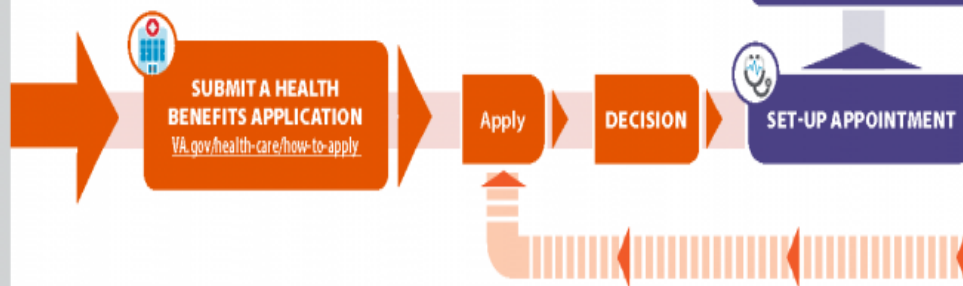 SUBMIT A HEALTH
BENEFITS APPLICATION
VA.gov/health-care/how-to-apply
Apply
DECISION
SET-UP APPOINTMENT